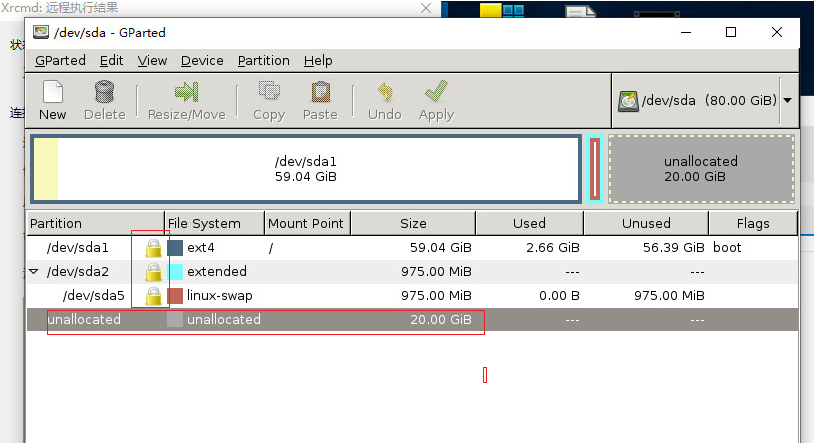 Xrcmd: 远程执行结果
/dev/sda - GParted
GParted Edit View Device Partition Help
New Delete Resize/Move Copy Paste Undo Apply
/dev/sda (80.00 GiB)
/dev/sda1
59.04 GiB
unallocated
20.00 GiB
Partition File System Mount Point Size Used Unused Flags
/dev/sda1 ext4 / 59.04 GiB 2.66 GiB 56.39 GiB boot
/dev/sda2 extended 975.00 MiB --- ---
/dev/sda5 linux-swap 975.00 MiB 0.00 B 975.00 MiB
unallocated unallocated 20.00 GiB --- ---